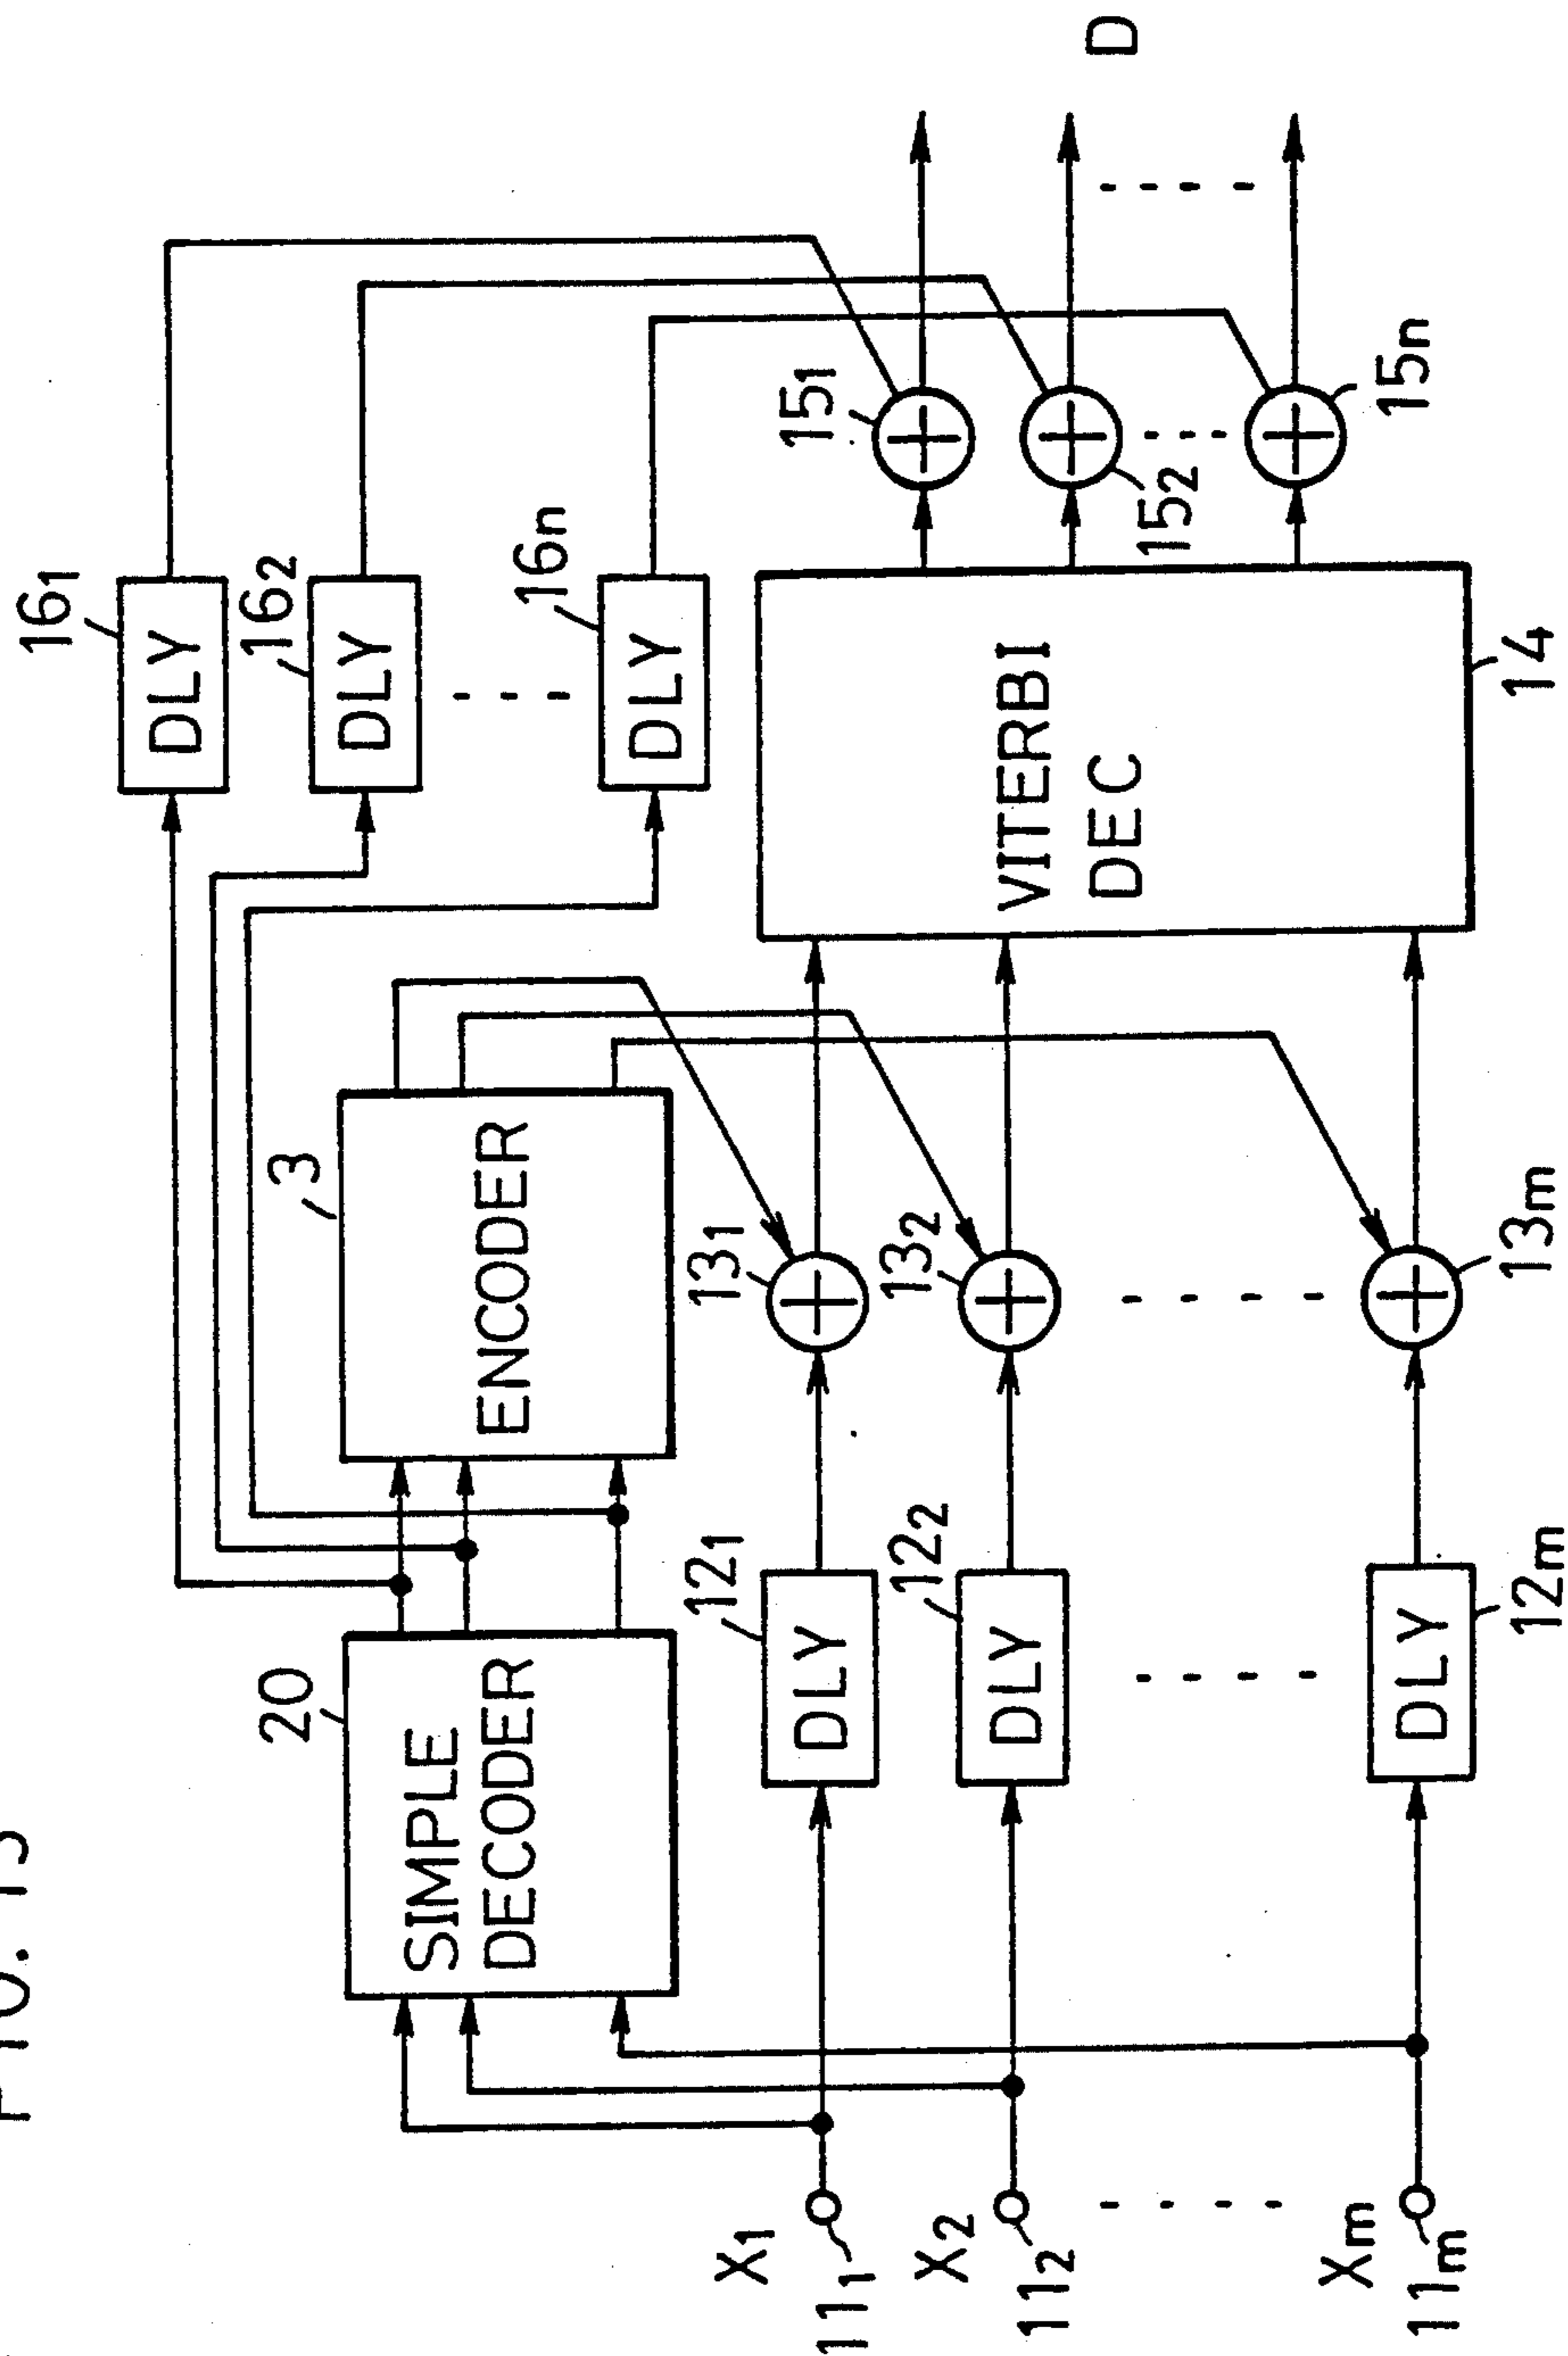 FIG. 13
16₁
DLY
16₂
DLY
16n
DLY
3
ENCODER
20
SIMPLE
DECODER
15₁
15₂
15n
D
13₁
13₂
13m
12₁
DLY
12₂
DLY
12m
DLY
VITERBI
DEC
14
X₁
11₁
X₂
11₂
Xm
11m